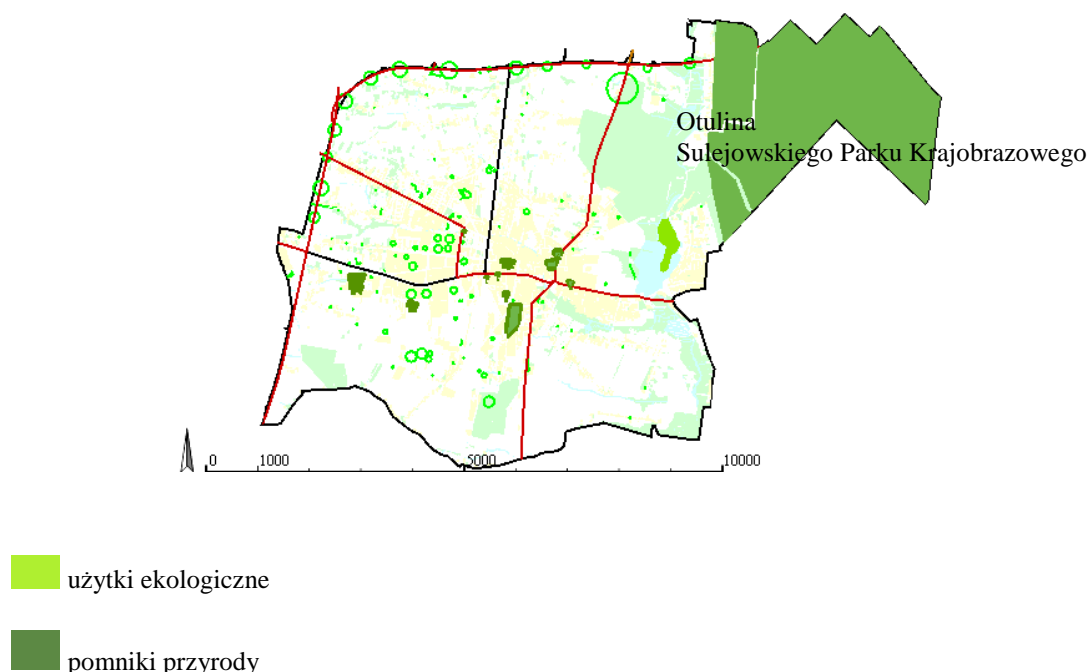 Otulina
Sulejowskiego Parku Krajobrazowego
0 1000 5000 10000
użytki ekologiczne
pomniki przyrody